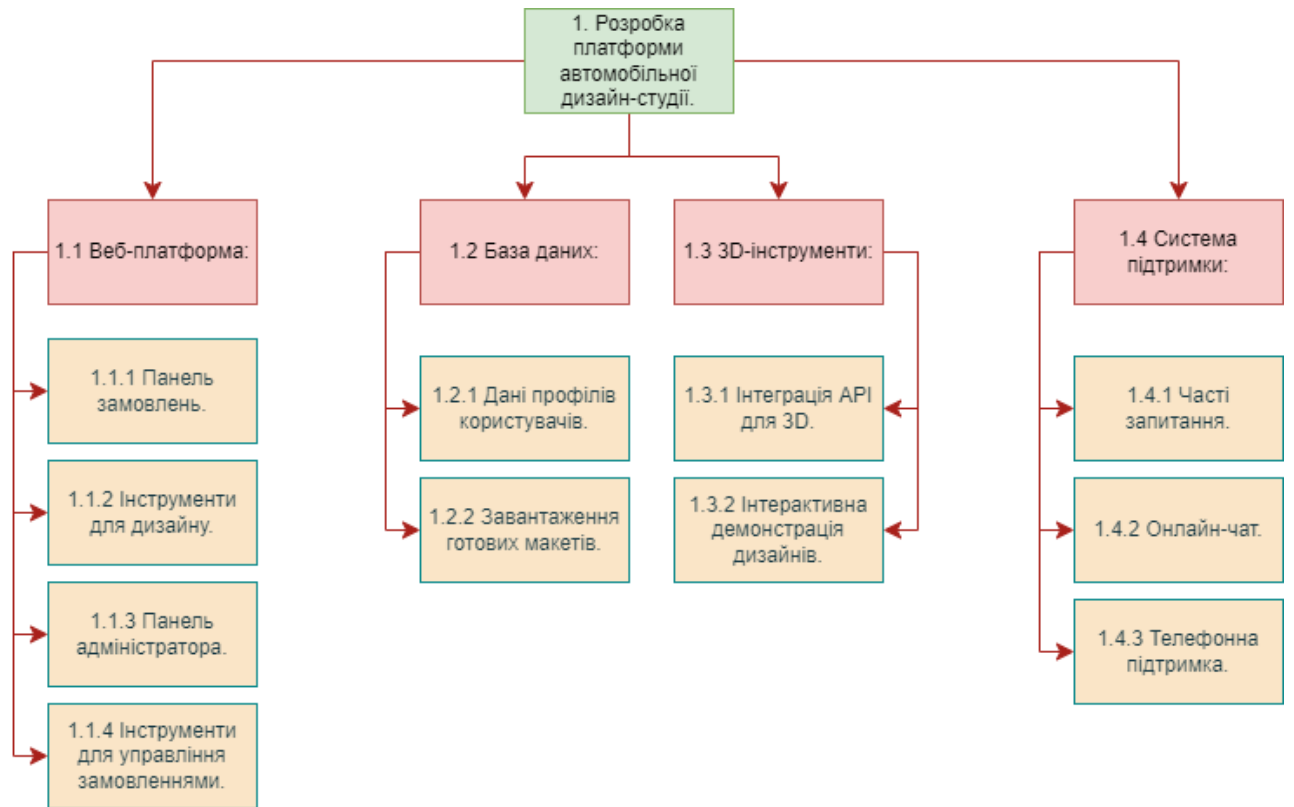 1. Розробка
платформи
автомобільної
дизайн-студії.
1.1 Веб-платформа:
1.2 База даних:
1.3 3D-інструменти:
1.4 Система
підтримки:
1.1.1 Панель
замовлень.
1.1.2 Інструменти
для дизайну.
1.1.3 Панель
адміністратора.
1.1.4 Інструменти
для управління
замовленнями.
1.2.1 Дані профілів
користувачів.
1.2.2 Завантаження
готових макетів.
1.3.1 Інтеграція API
для 3D.
1.3.2 Інтерактивна
демонстрація
дизайнів.
1.4.1 Часті
запитання.
1.4.2 Онлайн-чат.
1.4.3 Телефонна
підтримка.